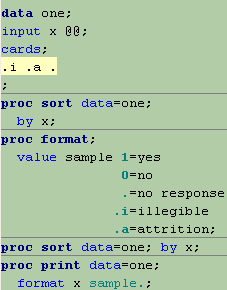 data one;
input x @@;
cards;
.i .a .
;
proc sort data=one;
by x;
proc format;
value sample 1=yes
0=no
.=no response
.i=illegible
.a=attrition;
proc sort data=one; by x;
proc print data=one;
format x sample.;